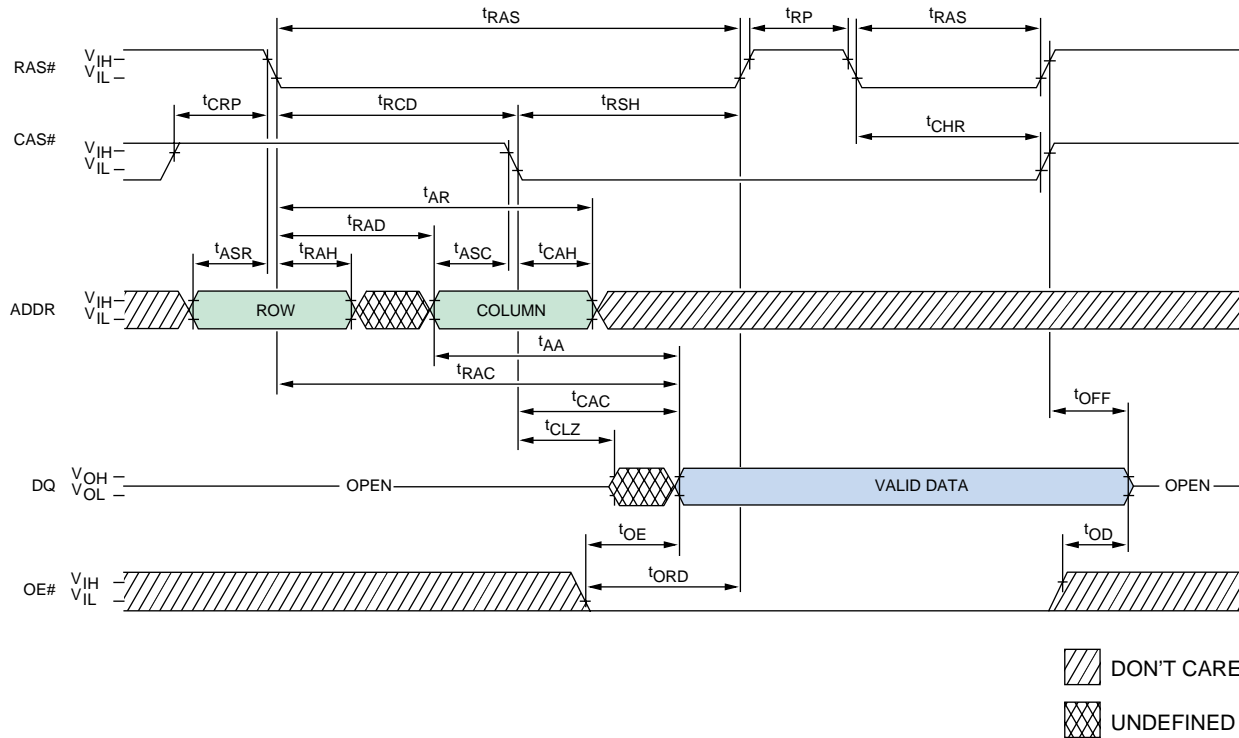 tRAS tRP tRAS
RAS# VIH
VIL
tCRP tRCD tRSH
tCHR
CAS# VIH
VIL
tAR
tRAD
tASR tRAH tASC tCAH
ADDR VIH
VIL
ROW COLUMN
tAA
tRAC
tCAC tOFF
tCLZ
DQ VOH
VOL
OPEN VALID DATA OPEN
tOE tOD
tORD
OE# VIH
VIL
DON'T CARE
UNDEFINED